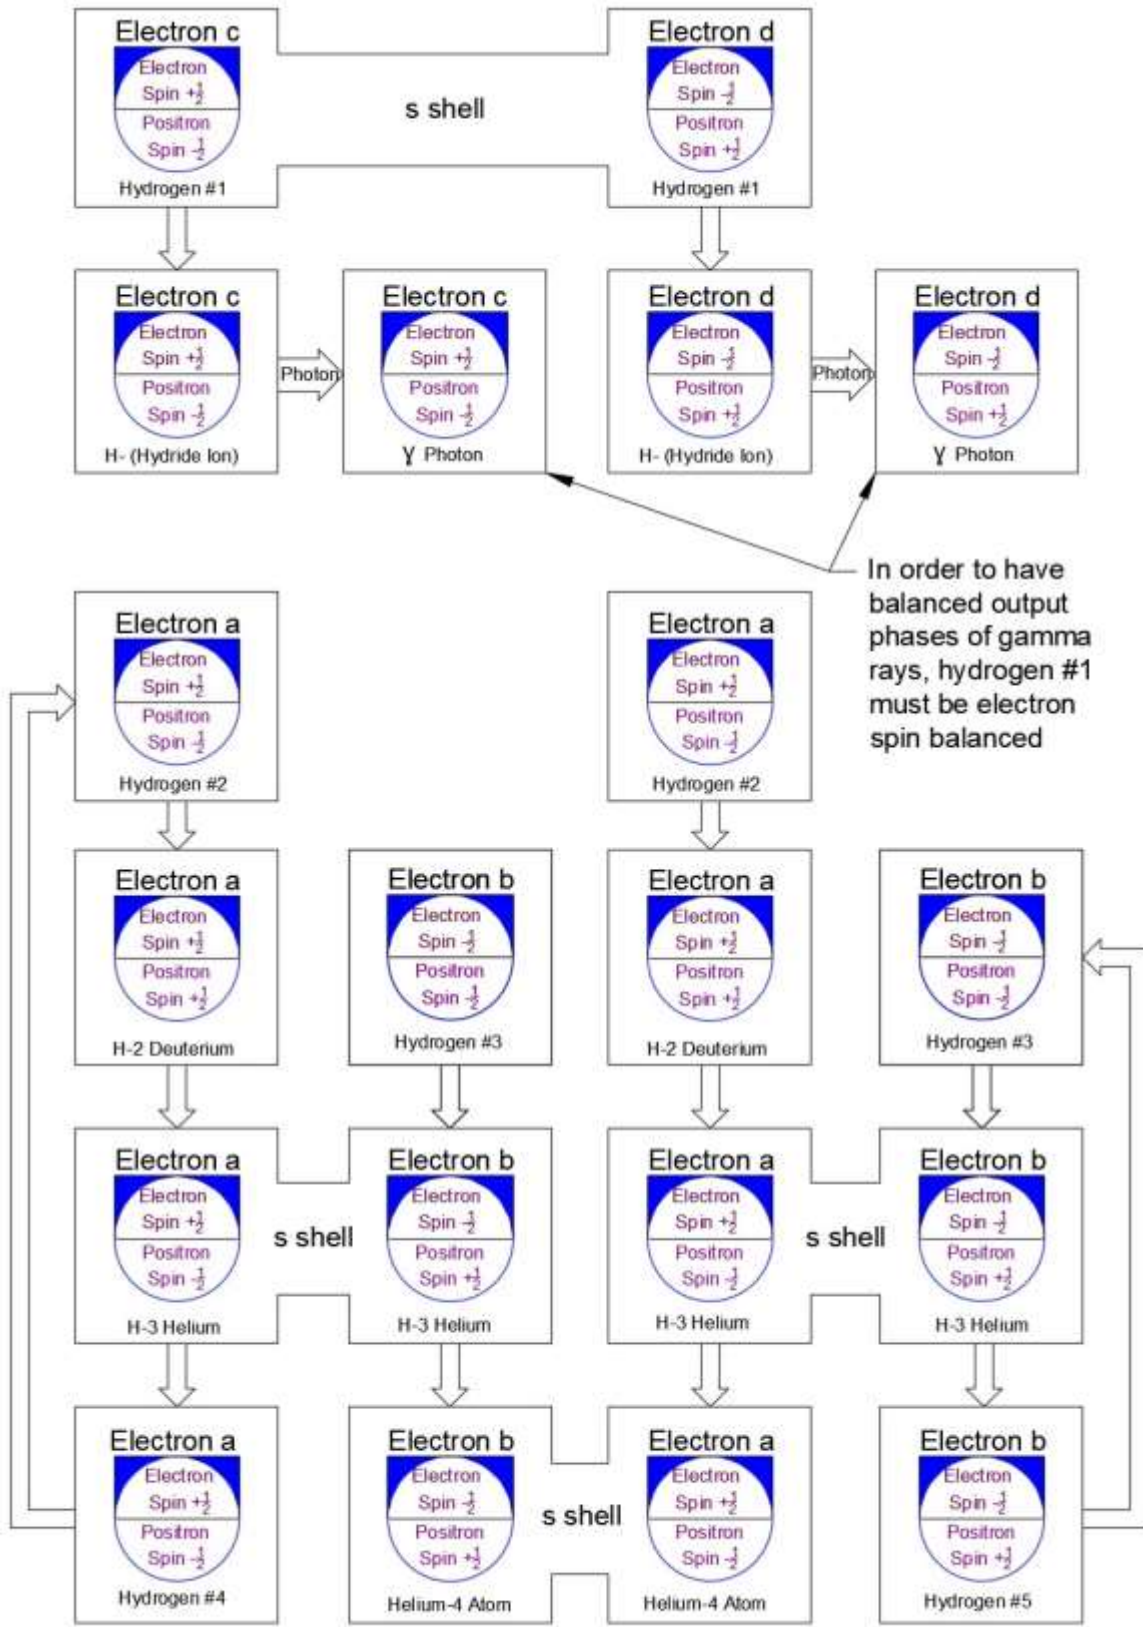 Electron c
Electron
Spin +1/2
Positron
Spin -1/2
Hydrogen #1
s shell
Electron d
Electron
Spin -1/2
Positron
Spin +1/2
Hydrogen #1
Electron c
Electron
Spin +1/2
Positron
Spin -1/2
H- (Hydride Ion)
Photon
Electron c
Electron
Spin +1/2
Positron
Spin -1/2
Ɣ Photon
Electron d
Electron
Spin -1/2
Positron
Spin +1/2
H- (Hydride Ion)
Photon
Electron d
Electron
Spin -1/2
Positron
Spin +1/2
Ɣ Photon
In order to have
balanced output
phases of gamma
rays, hydrogen #1
must be electron
spin balanced
Electron a
Electron
Spin +1/2
Positron
Spin -1/2
Hydrogen #2
Electron a
Electron
Spin +1/2
Positron
Spin -1/2
Hydrogen #2
Electron a
Electron
Spin +1/2
Positron
Spin +1/2
H-2 Deuterium
Electron b
Electron
Spin -1/2
Positron
Spin -1/2
Hydrogen #3
Electron a
Electron
Spin +1/2
Positron
Spin +1/2
H-2 Deuterium
Electron b
Electron
Spin -1/2
Positron
Spin -1/2
Hydrogen #3
Electron a
Electron
Spin +1/2
Positron
Spin -1/2
H-3 Helium
s shell
Electron b
Electron
Spin -1/2
Positron
Spin +1/2
H-3 Helium
Electron a
Electron
Spin +1/2
Positron
Spin -1/2
H-3 Helium
s shell
Electron b
Electron
Spin -1/2
Positron
Spin +1/2
H-3 Helium
Electron a
Electron
Spin +1/2
Positron
Spin -1/2
Hydrogen #4
Electron b
Electron
Spin -1/2
Positron
Spin +1/2
Helium-4 Atom
s shell
Electron a
Electron
Spin +1/2
Positron
Spin -1/2
Helium-4 Atom
Electron b
Electron
Spin -1/2
Positron
Spin +1/2
Hydrogen #5